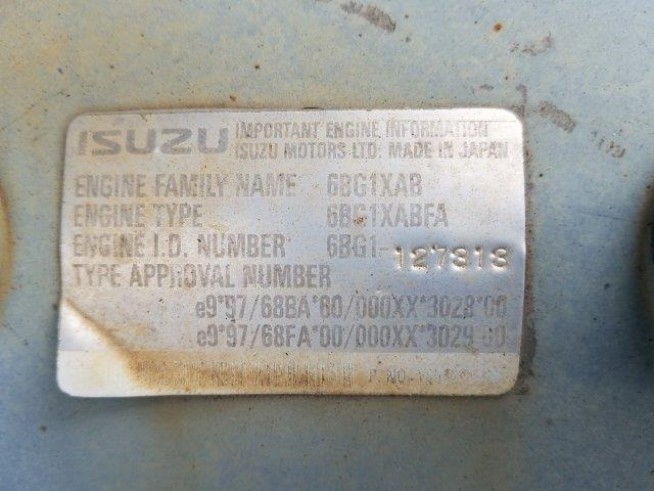 ISUZU IMPORTANT ENGINE INFORMATION
ISUZU MOTORS LTD. MADE IN JAPAN
ENGINE FAMILY NAME 6BG1XAB
ENGINE TYPE 6BG1XABFA
ENGINE I.D. NUMBER 6BG1-127313
TYPE APPROVAL NUMBER
e9*97/68BA*00/000XX*3028*00
e9*97/68FA*00/000XX*3029*00